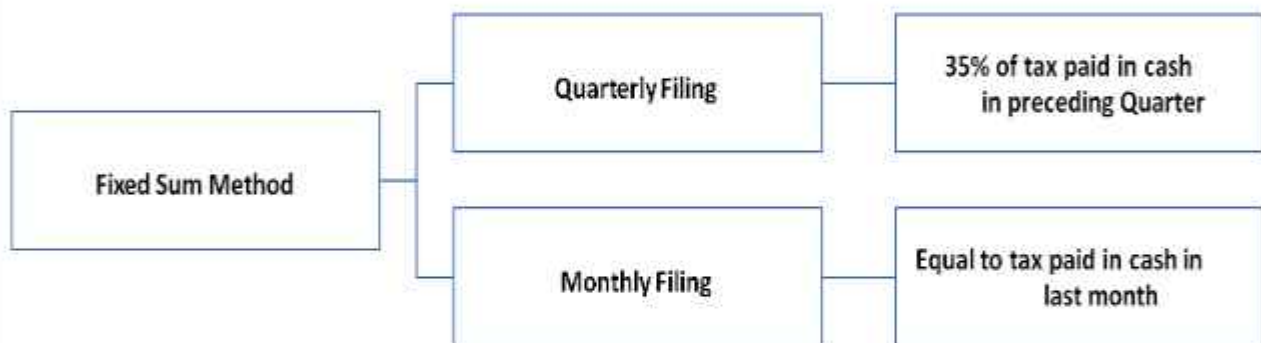 Fixed Sum Method
Quarterly Filing
35% of tax paid in cash
in preceding Quarter
Monthly Filing
Equal to tax paid in cash in
last month